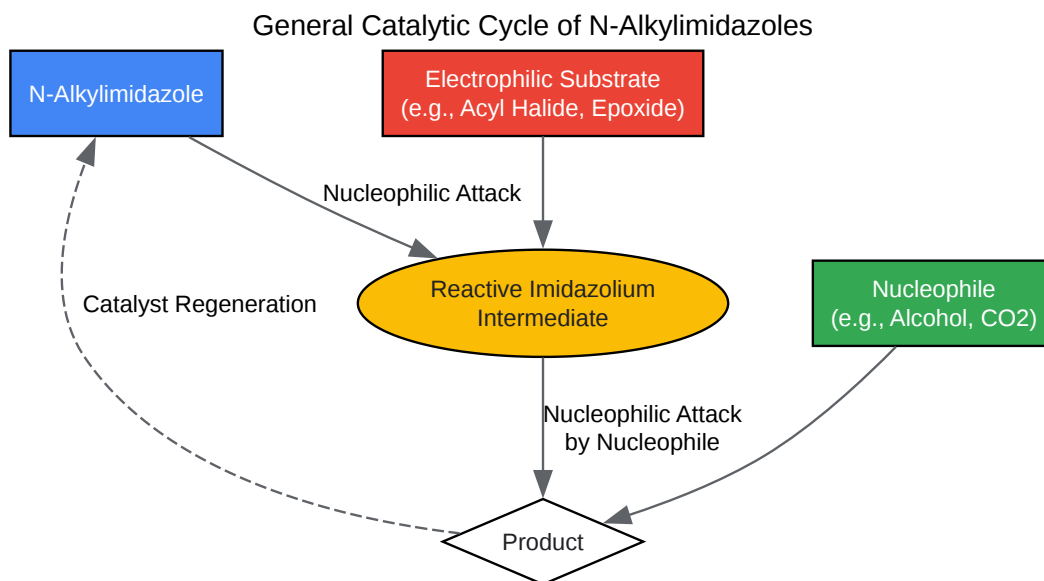 General Catalytic Cycle of N-Alkylimidazoles
N-Alkylimidazole
Electrophilic Substrate
(e.g., Acyl Halide, Epoxide)
Nucleophilic Attack
Catalyst Regeneration
Reactive Imidazolium
Intermediate
Nucleophile
(e.g., Alcohol, CO2)
Nucleophilic Attack
by Nucleophile
Product